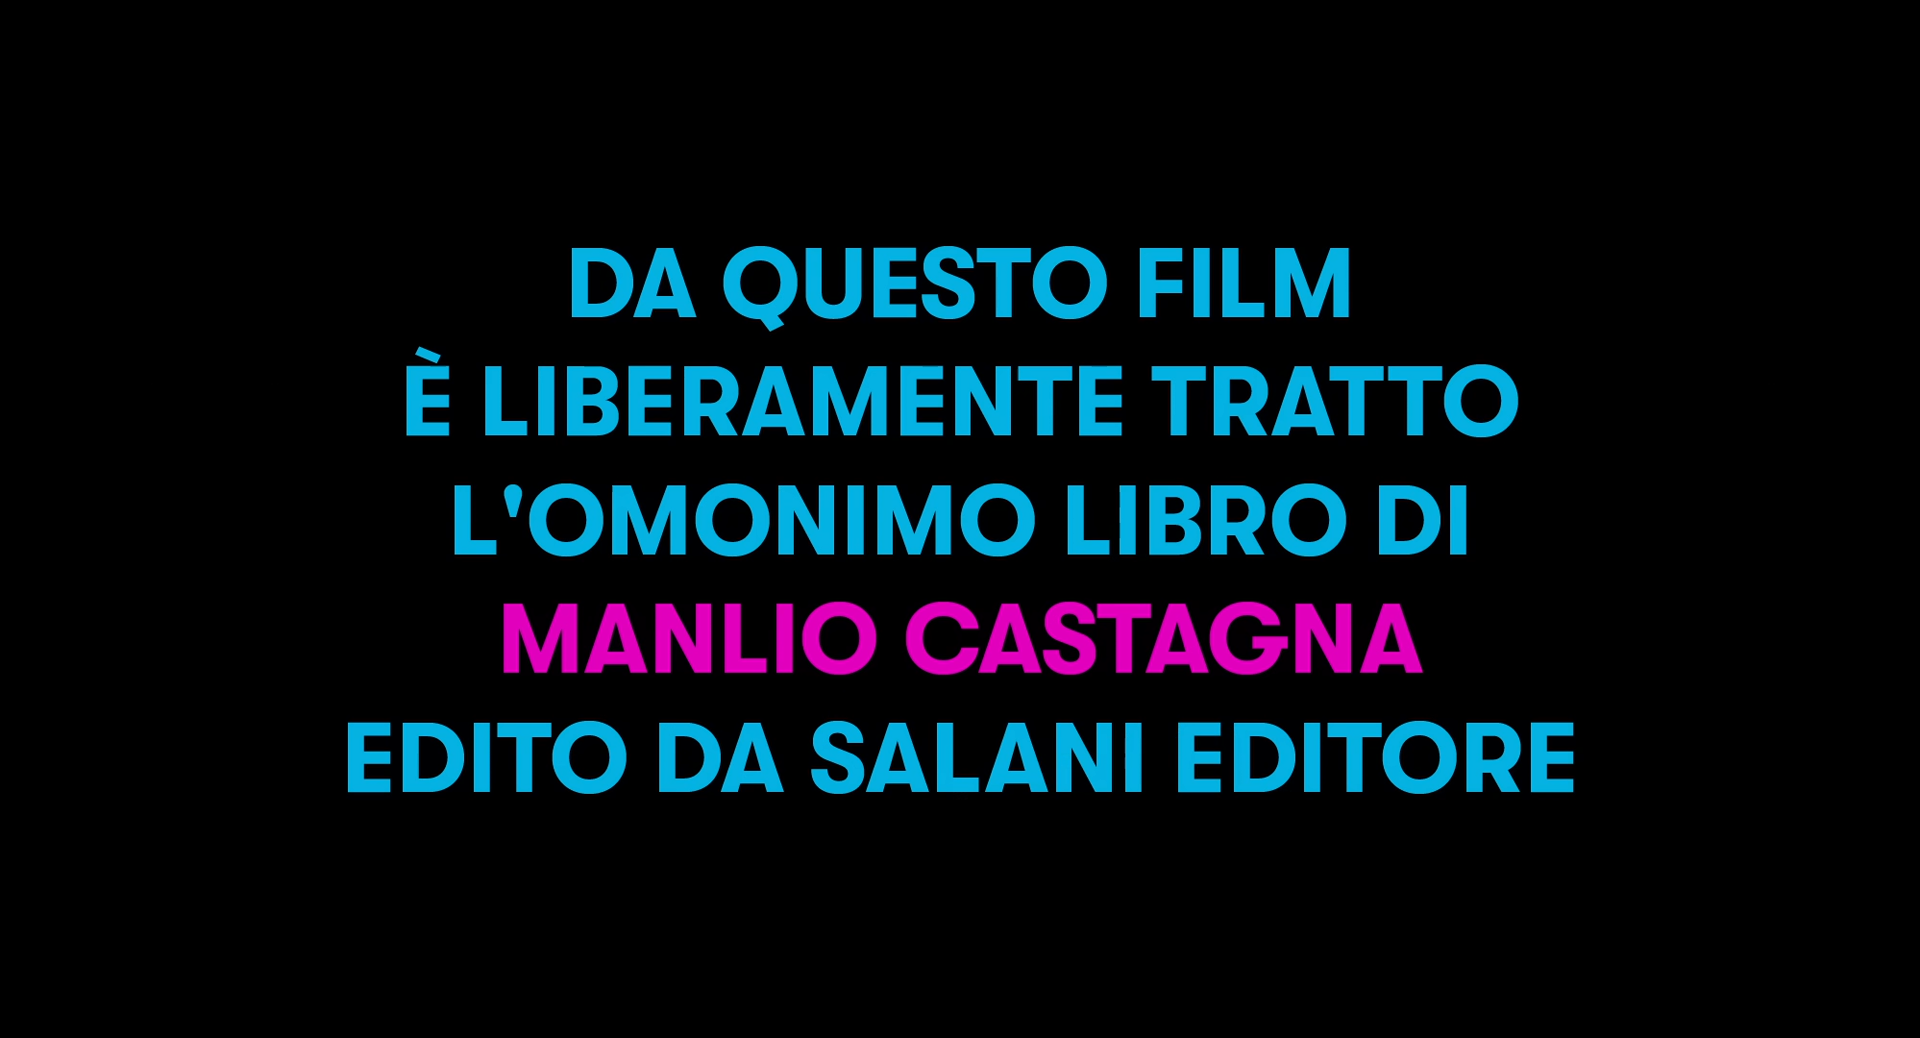 DA QUESTO FILM
È LIBERAMENTE TRATTO
L'OMONIMO LIBRO DI
MANLIO CASTAGNA
EDITO DA SALANI EDITORE